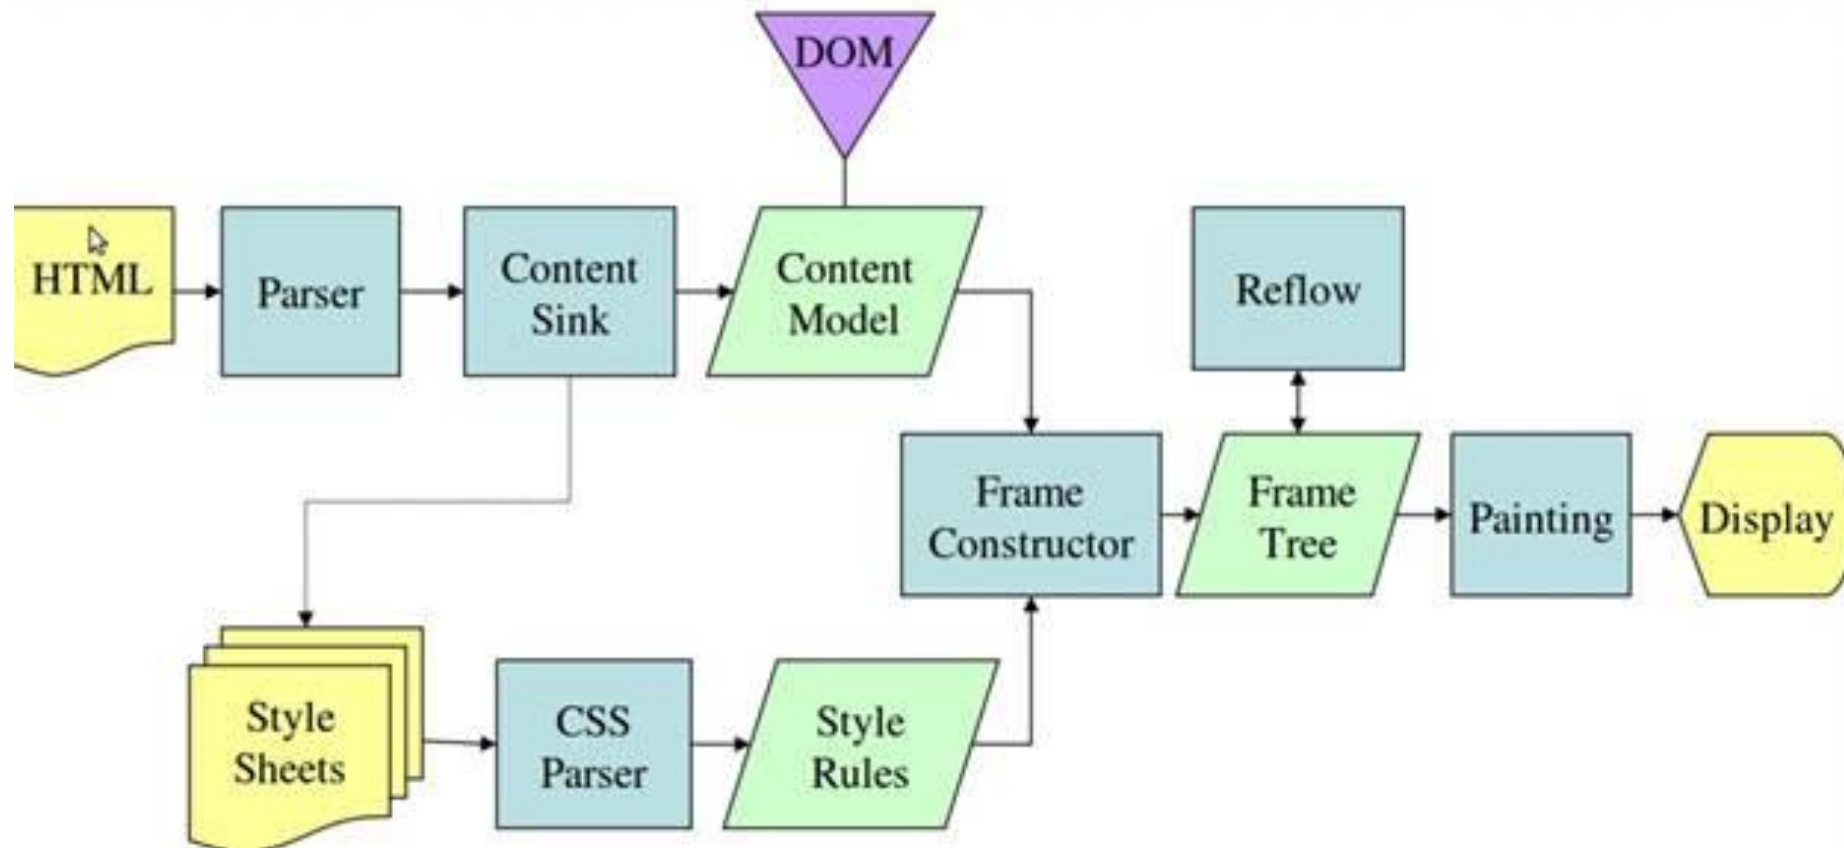 DOM
HTML
Parser
Content
Sink
Content
Model
Reflow
Frame
Constructor
Frame
Tree
Painting
Display
Style
Sheets
CSS
Parser
Style
Rules